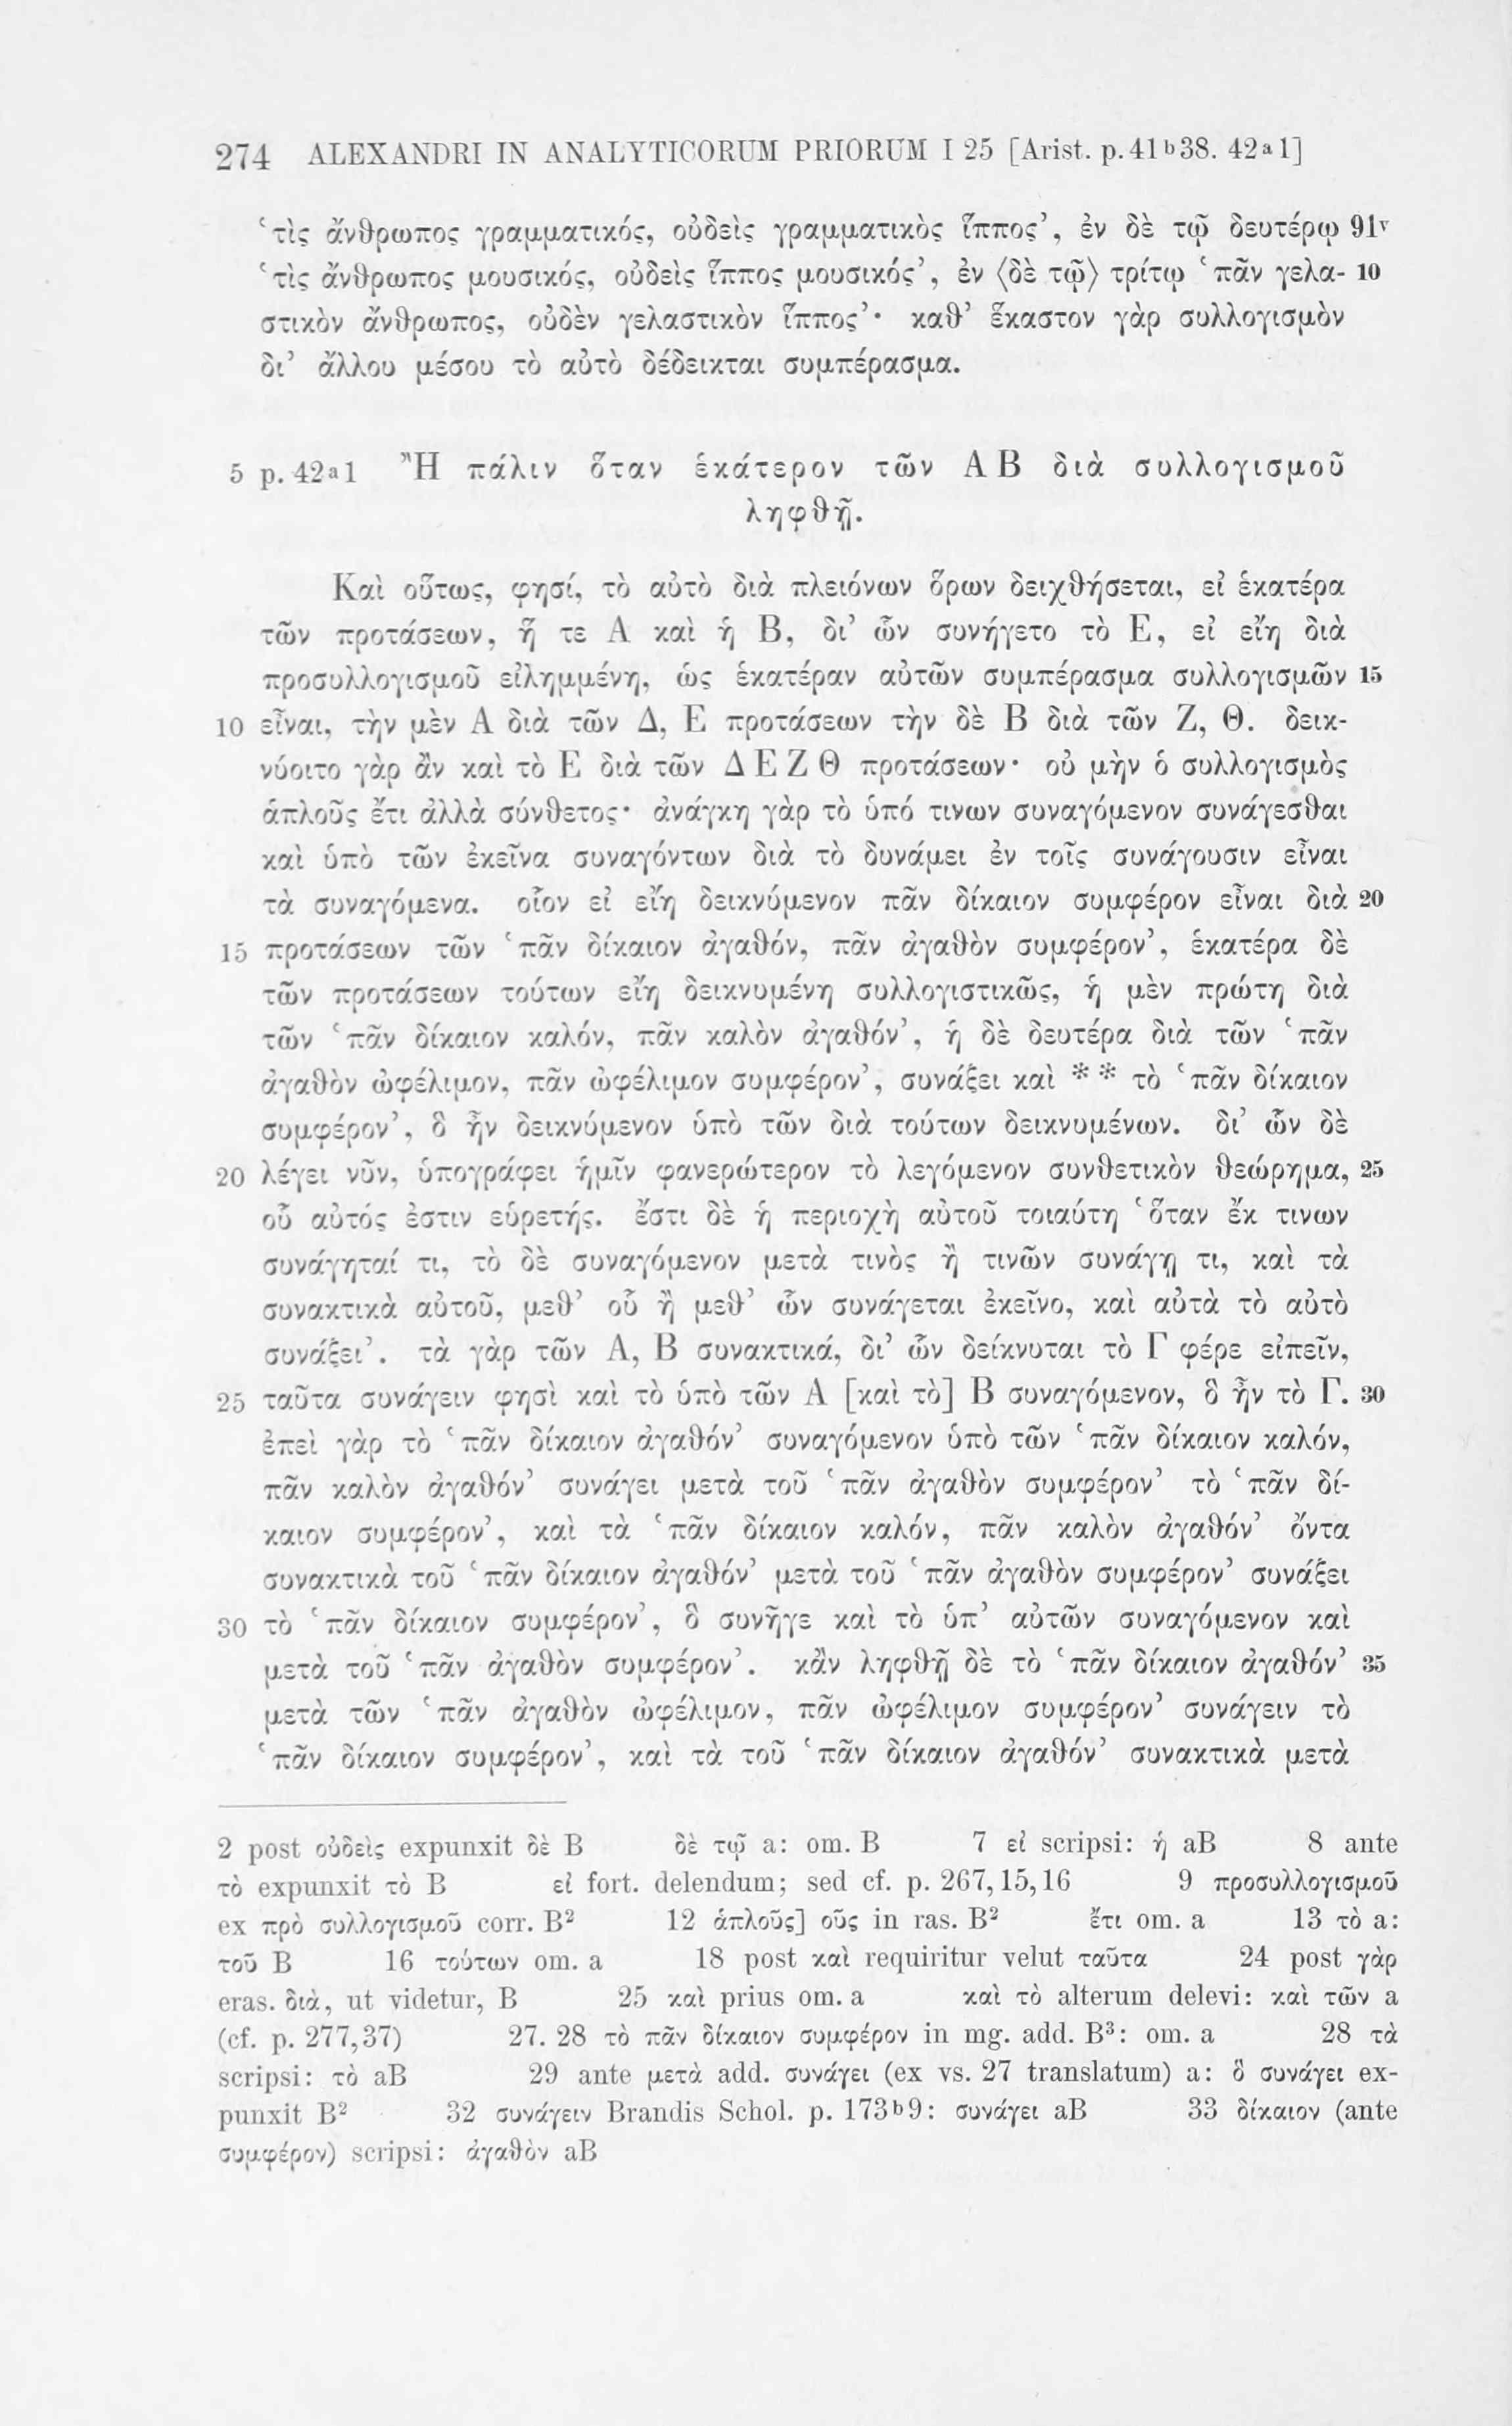 274 ALEXANDRI IN ANALYTICORUM PRIORUM I 25 [Arist. p. 41b38. 42a1]
‘τὶς ἄνθρωπος γραμματικός, οὐδεὶς γραμματικὸς ἵππος’, ἐν δὲ τῷ δευτέρῳ 91v
‘τὶς ἄνθρωπος μουσικός, οὐδεὶς ἵππος μουσικός’, ἐν ⟨δὲ τῷ⟩ τρίτῳ ‘πᾶν γελα- 10
στικὸν ἄνθρωπος, οὐδὲν γελαστικὸν ἵππος’· καθ’ ἕκαστον γὰρ συλλογισμὸν
δι’ ἄλλου μέσου τὸ αὐτὸ δέδεικται συμπέρασμα.
5 p. 42a1 Ἢ πάλιν ὅταν ἑκάτερον τῶν Α Β διὰ συλλογισμοῦ
ληφθῇ.
Καὶ οὕτως, φησί, τὸ αὐτὸ διὰ πλειόνων ὅρων δειχθήσεται, εἰ ἑκατέρα
τῶν προτάσεων, ἥ τε Α καὶ ἡ Β, δι’ ὧν συνήγετο τὸ Ε, εἰ εἴη διὰ
προσυλλογισμοῦ εἰλημμένη, ὡς ἑκατέραν αὐτῶν συμπέρασμα συλλογισμῶν 15
10 εἶναι, τὴν μὲν Α διὰ τῶν Δ, Ε προτάσεων τὴν δὲ Β διὰ τῶν Ζ, Θ. δεικ-
νύοιτο γὰρ ἂν καὶ τὸ Ε διὰ τῶν Δ Ε Ζ Θ προτάσεων· οὐ μὴν ὁ συλλογισμὸς
ἁπλοῦς ἔτι ἀλλὰ σύνθετος· ἀνάγκη γὰρ τὸ ὑπό τινων συναγόμενον συνάγεσθαι
καὶ ὑπὸ τῶν ἐκεῖνα συναγόντων διὰ τὸ δυνάμει ἐν τοῖς συνάγουσιν εἶναι
τὰ συναγόμενα. οἷον εἰ εἴη δεικνύμενον πᾶν δίκαιον συμφέρον εἶναι διὰ 20
15 προτάσεων τῶν ‘πᾶν δίκαιον ἀγαθόν, πᾶν ἀγαθὸν συμφέρον’, ἑκατέρα δὲ
τῶν προτάσεων τούτων εἴη δεικνυμένη συλλογιστικῶς, ἡ μὲν πρώτη διὰ
τῶν ‘πᾶν δίκαιον καλόν, πᾶν καλὸν ἀγαθόν’, ἡ δὲ δευτέρα διὰ τῶν ‘πᾶν
ἀγαθὸν ὠφέλιμον, πᾶν ὠφέλιμον συμφέρον’, συνάξει καὶ * * τὸ ‘πᾶν δίκαιον
συμφέρον’, ὃ ἦν δεικνύμενον ὑπὸ τῶν διὰ τούτων δεικνυμένων. δι’ ὧν δὲ
20 λέγει νῦν, ὑπογράφει ἡμῖν φανερώτερον τὸ λεγόμενον συνθετικὸν θεώρημα, 25
οὗ αὐτός ἐστιν εὑρετής. ἔστι δὲ ἡ περιοχὴ αὐτοῦ τοιαύτη ‘ὅταν ἔκ τινων
συνάγηταί τι, τὸ δὲ συναγόμενον μετὰ τινὸς ἢ τινῶν συνάγῃ τι, καὶ τὰ
συνακτικὰ αὐτοῦ, μεθ’ οὗ ἢ μεθ’ ὧν συνάγεται ἐκεῖνο, καὶ αὐτὰ τὸ αὐτὸ
συνάξει’. τὰ γὰρ τῶν Α, Β συνακτικά, δι’ ὧν δείκνυται τὸ Γ φέρε εἰπεῖν,
25 ταῦτα συνάγειν φησὶ καὶ τὸ ὑπὸ τῶν Α [καὶ τὸ] Β συναγόμενον, ὃ ἦν τὸ Γ. 30
ἐπεὶ γὰρ τὸ ‘πᾶν δίκαιον ἀγαθόν’ συναγόμενον ὑπὸ τῶν ‘πᾶν δίκαιον καλόν,
πᾶν καλὸν ἀγαθόν’ συνάγει μετὰ τοῦ ‘πᾶν ἀγαθὸν συμφέρον’ τὸ ‘πᾶν δί-
καιον συμφέρον’, καὶ τὰ ‘πᾶν δίκαιον καλόν, πᾶν καλὸν ἀγαθόν’ ὄντα
συνακτικὰ τοῦ ‘πᾶν δίκαιον ἀγαθόν’ μετὰ τοῦ ‘πᾶν ἀγαθὸν συμφέρον’ συνάξει
30 τὸ ‘πᾶν δίκαιον συμφέρον’, ὃ συνῆγε καὶ τὸ ὑπ’ αὐτῶν συναγόμενον καὶ
μετὰ τοῦ ‘πᾶν ἀγαθὸν συμφέρον’. κἂν ληφθῇ δὲ τὸ ‘πᾶν δίκαιον ἀγαθόν’ 35
μετὰ τῶν ‘πᾶν ἀγαθὸν ὠφέλιμον, πᾶν ὠφέλιμον συμφέρον’ συνάγειν τὸ
‘πᾶν δίκαιον συμφέρον’, καὶ τὰ τοῦ ‘πᾶν δίκαιον ἀγαθόν’ συνακτικὰ μετὰ
2 post οὐδεὶς expunxit δὲ B δὲ τῷ a: om. B 7 εἰ scripsi: ἡ aB 8 ante
τὸ expunxit τὸ B εἰ fort. delendum; sed cf. p. 267,15,16 9 προσυλλογισμοῦ
ex πρὸ συλλογισμοῦ corr. B² 12 ἁπλοῦς] οῦς in ras. B² ἔτι om. a 13 τὸ a:
τοῦ B 16 τούτων om. a 18 post καὶ requiritur velut ταῦτα 24 post γὰρ
eras. διὰ, ut videtur, B 25 καὶ prius om. a καὶ τὸ alterum delevi: καὶ τῶν a
(cf. p. 277,37) 27. 28 τὸ πᾶν δίκαιον συμφέρον in mg. add. B³: om. a 28 τὰ
scripsi: τὸ aB 29 ante μετὰ add. συνάγει (ex vs. 27 translatum) a: ὃ συνάγει ex-
punxit B² 32 συνάγειν Brandis Schol. p. 173b9: συνάγει aB 33 δίκαιον (ante
συμφέρον) scripsi: ἀγαθὸν aB